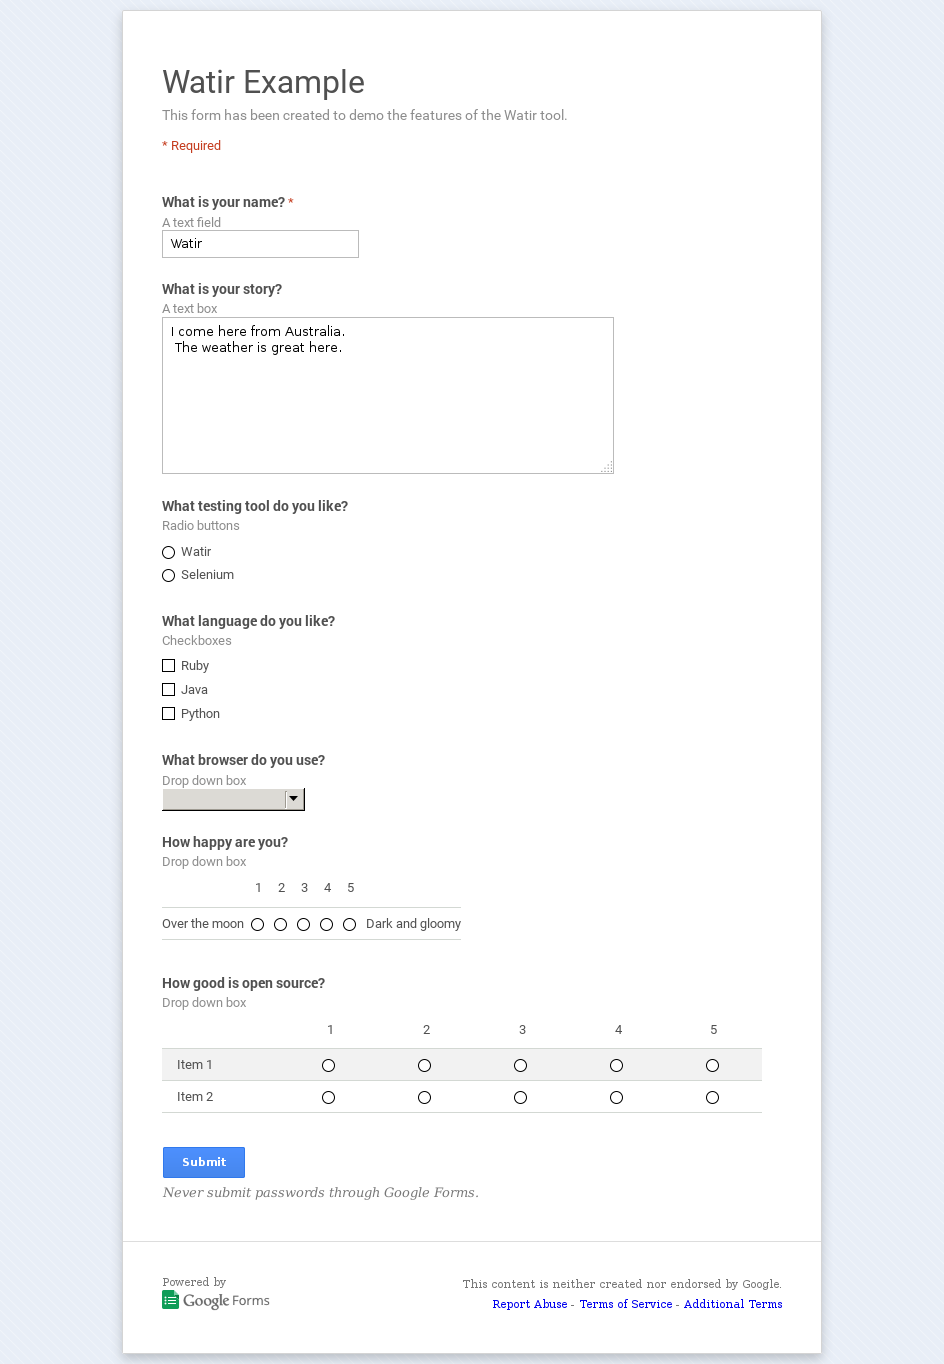 Watir Example
This form has been created to demo the features of the Watir tool.
* Required
What is your name? *
A text field
Watir
What is your story?
A text box
I come here from Australia.
The weather is great here.
What testing tool do you like?
Radio buttons
Watir
Selenium
What language do you like?
Checkboxes
Ruby
Java
Python
What browser do you use?
Drop down box
How happy are you?
Drop down box
1 2 3 4 5
Over the moon Dark and gloomy
How good is open source?
Drop down box
1 2 3 4 5
Item 1
Item 2
Submit
Never submit passwords through Google Forms.
Powered by
Google Forms
This content is neither created nor endorsed by Google.
Report Abuse - Terms of Service - Additional Terms